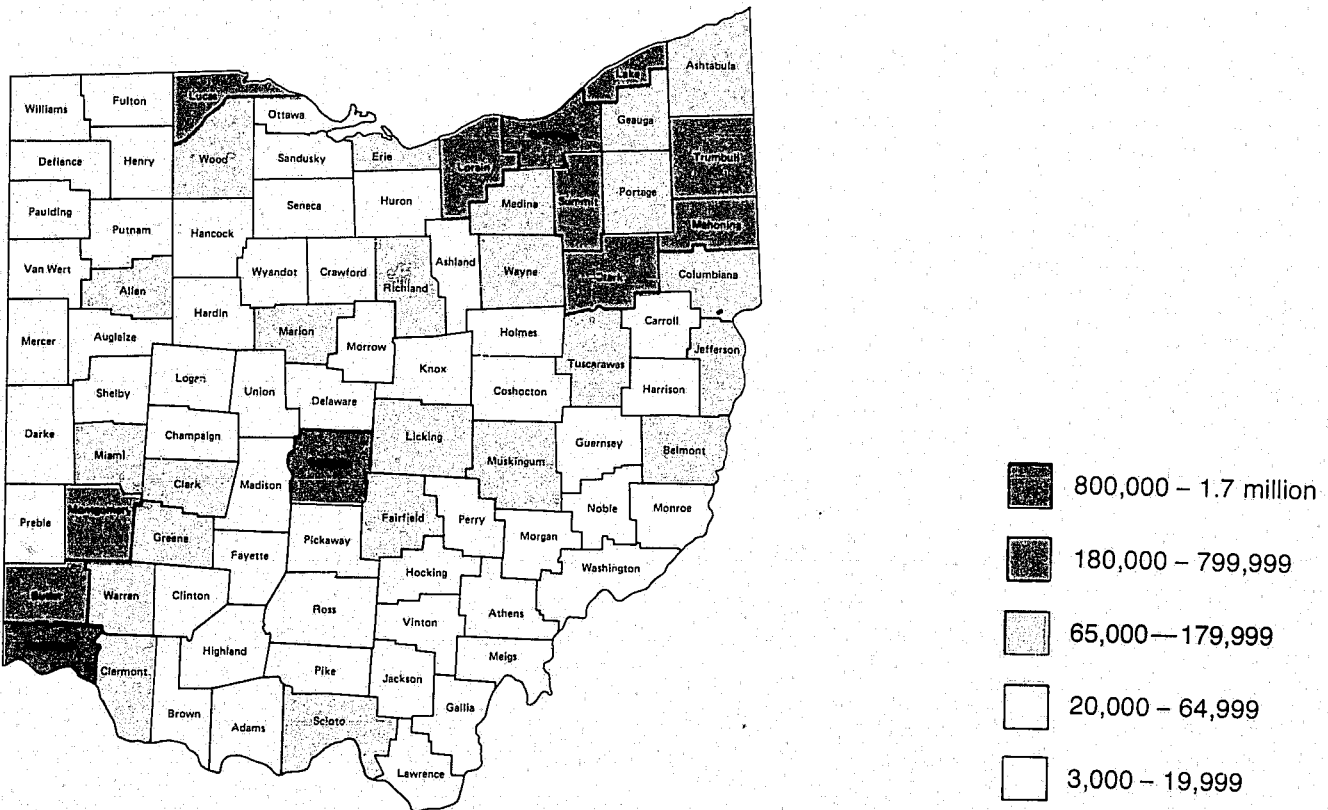 Ashtabula
Lake
Geauga
Lucas
Fulton
Williams
Ottawa
Wood
Sandusky
Erie
Lorain
Trumbull
Defiance
Henry
Portage
Summit
Medina
Huron
Seneca
Paulding
Putnam
Hancock
Mahoning
Ashland
Wayne
Stark
Columbiana
Van Wert
Allen
Wyandot
Crawford
Richland
Hardin
Marion
Mercer
Auglaize
Morrow
Holmes
Carroll
Jefferson
Tuscarawas
Knox
Logan
Union
Shelby
Delaware
Coshocton
Harrison
Darke
Champaign
Licking
Guernsey
Belmont
Miami
Muskingum
Clark
Madison
800,000 – 1.7 million
Preble
Montgomery
Fairfield
Perry
Noble
Monroe
Greene
Pickaway
Morgan
Fayette
180,000 – 799,999
Hocking
Washington
Butler
Warren
Clinton
Ross
Athens
Vinton
65,000—179,999
Highland
Meigs
Clermont
Pike
Jackson
Gallia
20,000 – 64,999
Brown
Adams
Scioto
Lawrence
3,000 – 19,999